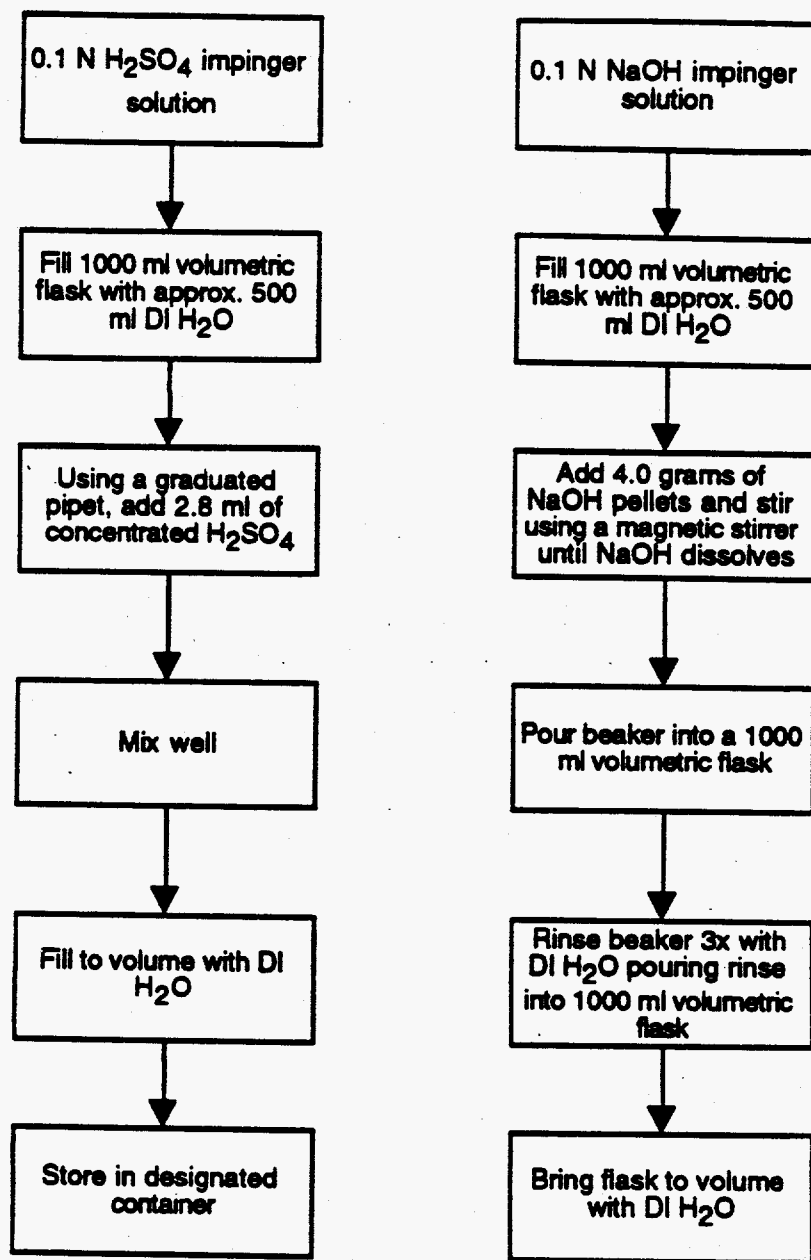 0.1 N H₂SO₄ impinger
solution
Fill 1000 ml volumetric
flask with approx. 500
ml DI H₂O
Using a graduated
pipet, add 2.8 ml of
concentrated H₂SO₄
Mix well
Fill to volume with DI
H₂O
Store in designated
container
0.1 N NaOH impinger
solution
Fill 1000 ml volumetric
flask with approx. 500
ml DI H₂O
Add 4.0 grams of
NaOH pellets and stir
using a magnetic stirrer
until NaOH dissolves
Pour beaker into a 1000
ml volumetric flask
Rinse beaker 3x with
DI H₂O pouring rinse
into 1000 ml volumetric
flask
Bring flask to volume
with DI H₂O